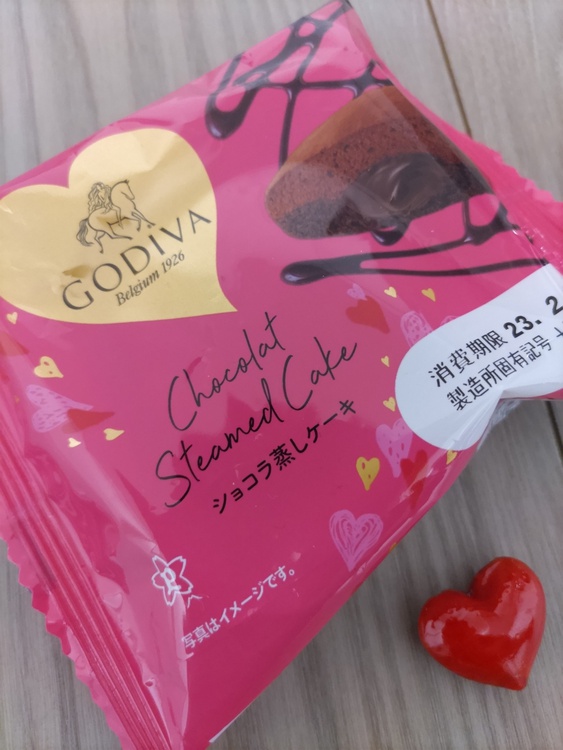 GODIVA
Belgium 1926
Chocolat
Steamed Cake
ショコラ蒸しケーキ
消費期限 23. 2
製造所固有記号
写真はイメージです。